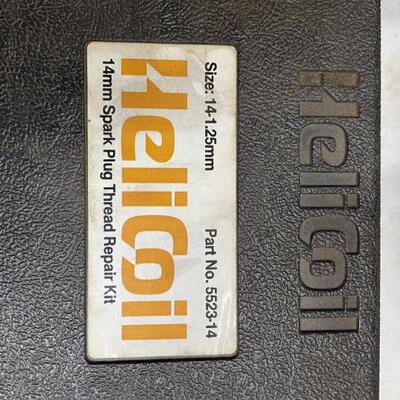 HeliCoil
Size: 14-1.25mm Part No. 5523-14
HeliCoil
14mm Spark Plug Thread Repair Kit